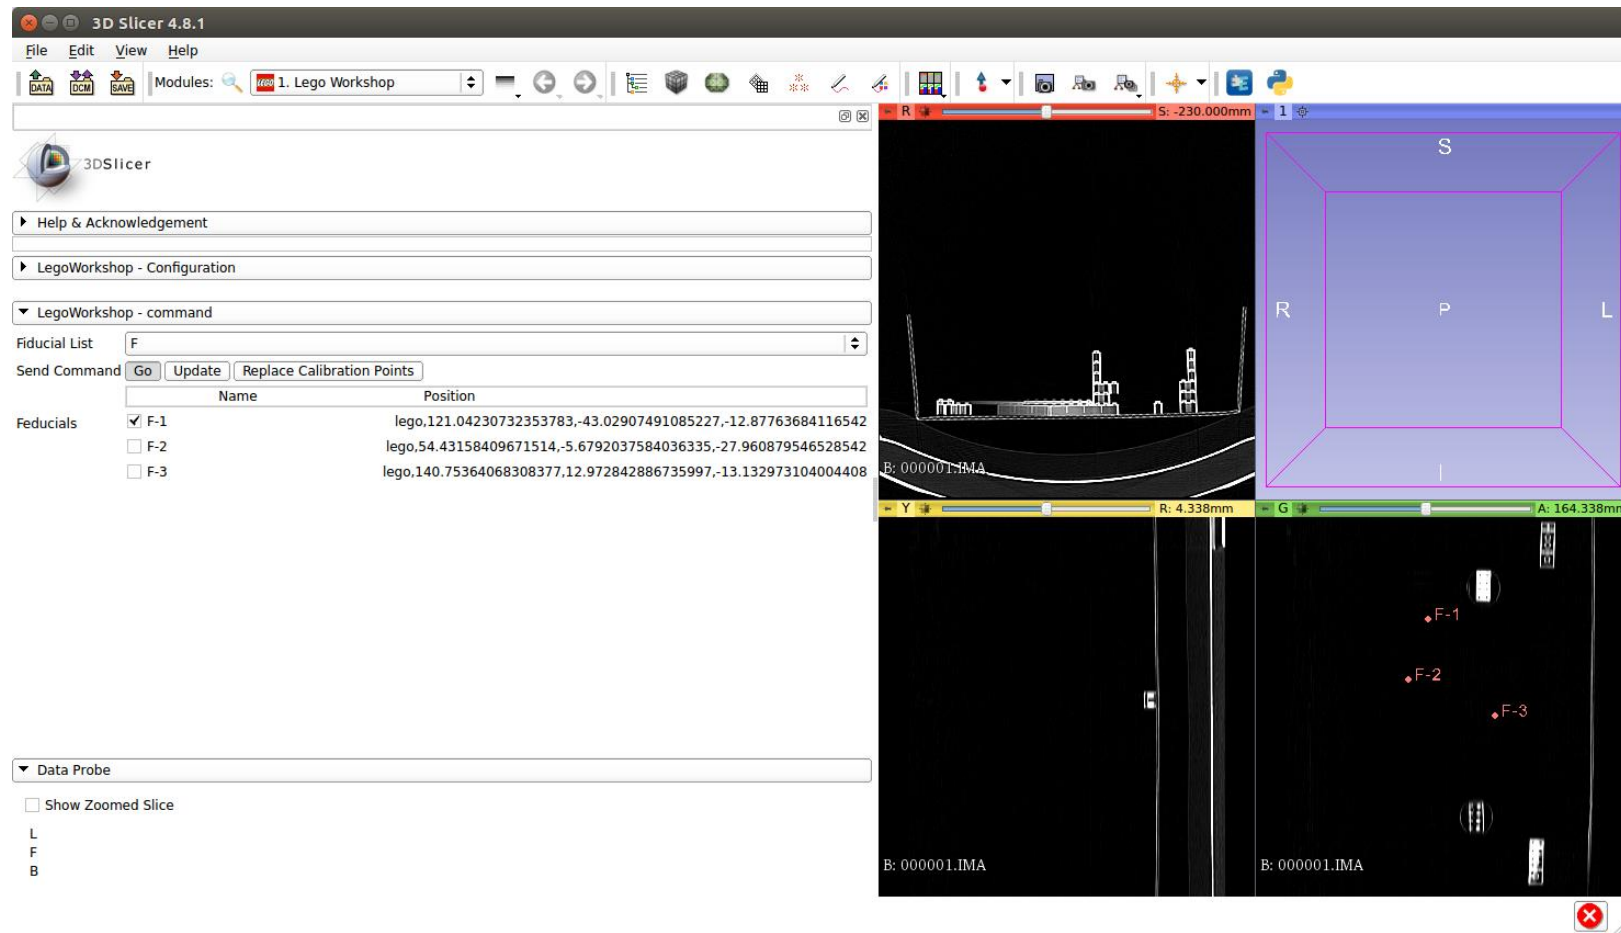 3D Slicer 4.8.1
File Edit View Help
DATA DCM SAVE Modules: 1. Lego Workshop
3DSlicer
Help & Acknowledgement
LegoWorkshop - Configuration
LegoWorkshop - command
Fiducial List F
Send Command Go Update Replace Calibration Points
Name Position
Feducials F-1 lego,121.04230732353783,-43.02907491085227,-12.87763684116542
F-2 lego,54.43158409671514,-5.6792037584036335,-27.960879546528542
F-3 lego,140.75364068308377,12.972842886735997,-13.132973104004408
Data Probe
Show Zoomed Slice
L
F
B
R S: -230.000mm
B: 000001.IMA
1
S
R P L
I
Y R: 4.338mm
B: 000001.IMA
G A: 164.338mm
F-1
F-2
F-3
B: 000001.IMA